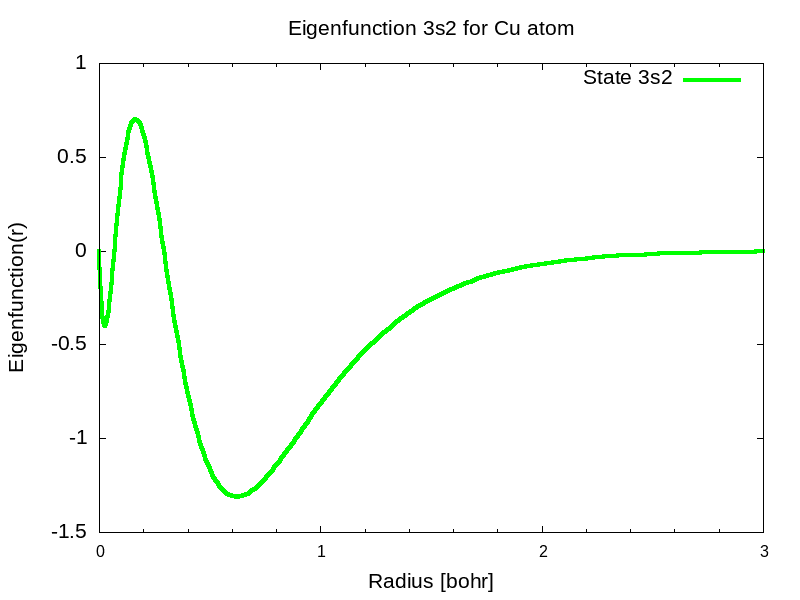 Eigenfunction 3s2 for Cu atom
State 3s2
1
0.5
0
-0.5
-1
-1.5
Eigenfunction(r)
0 1 2 3
Radius [bohr]